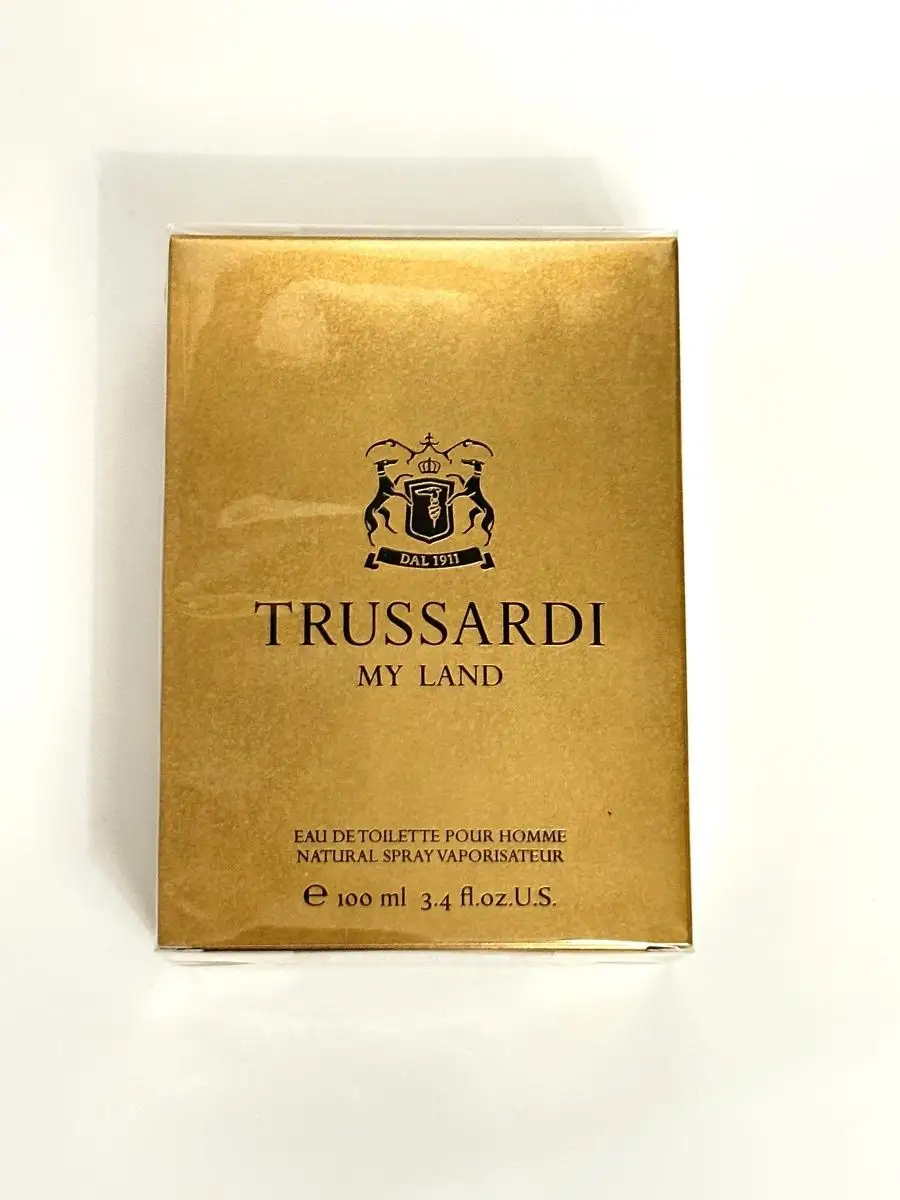 DAL 1911
TRUSSARDI
MY LAND
EAU DE TOILETTE POUR HOMME
NATURAL SPRAY VAPORISATEUR
℮ 100 ml 3.4 fl.oz.U.S.